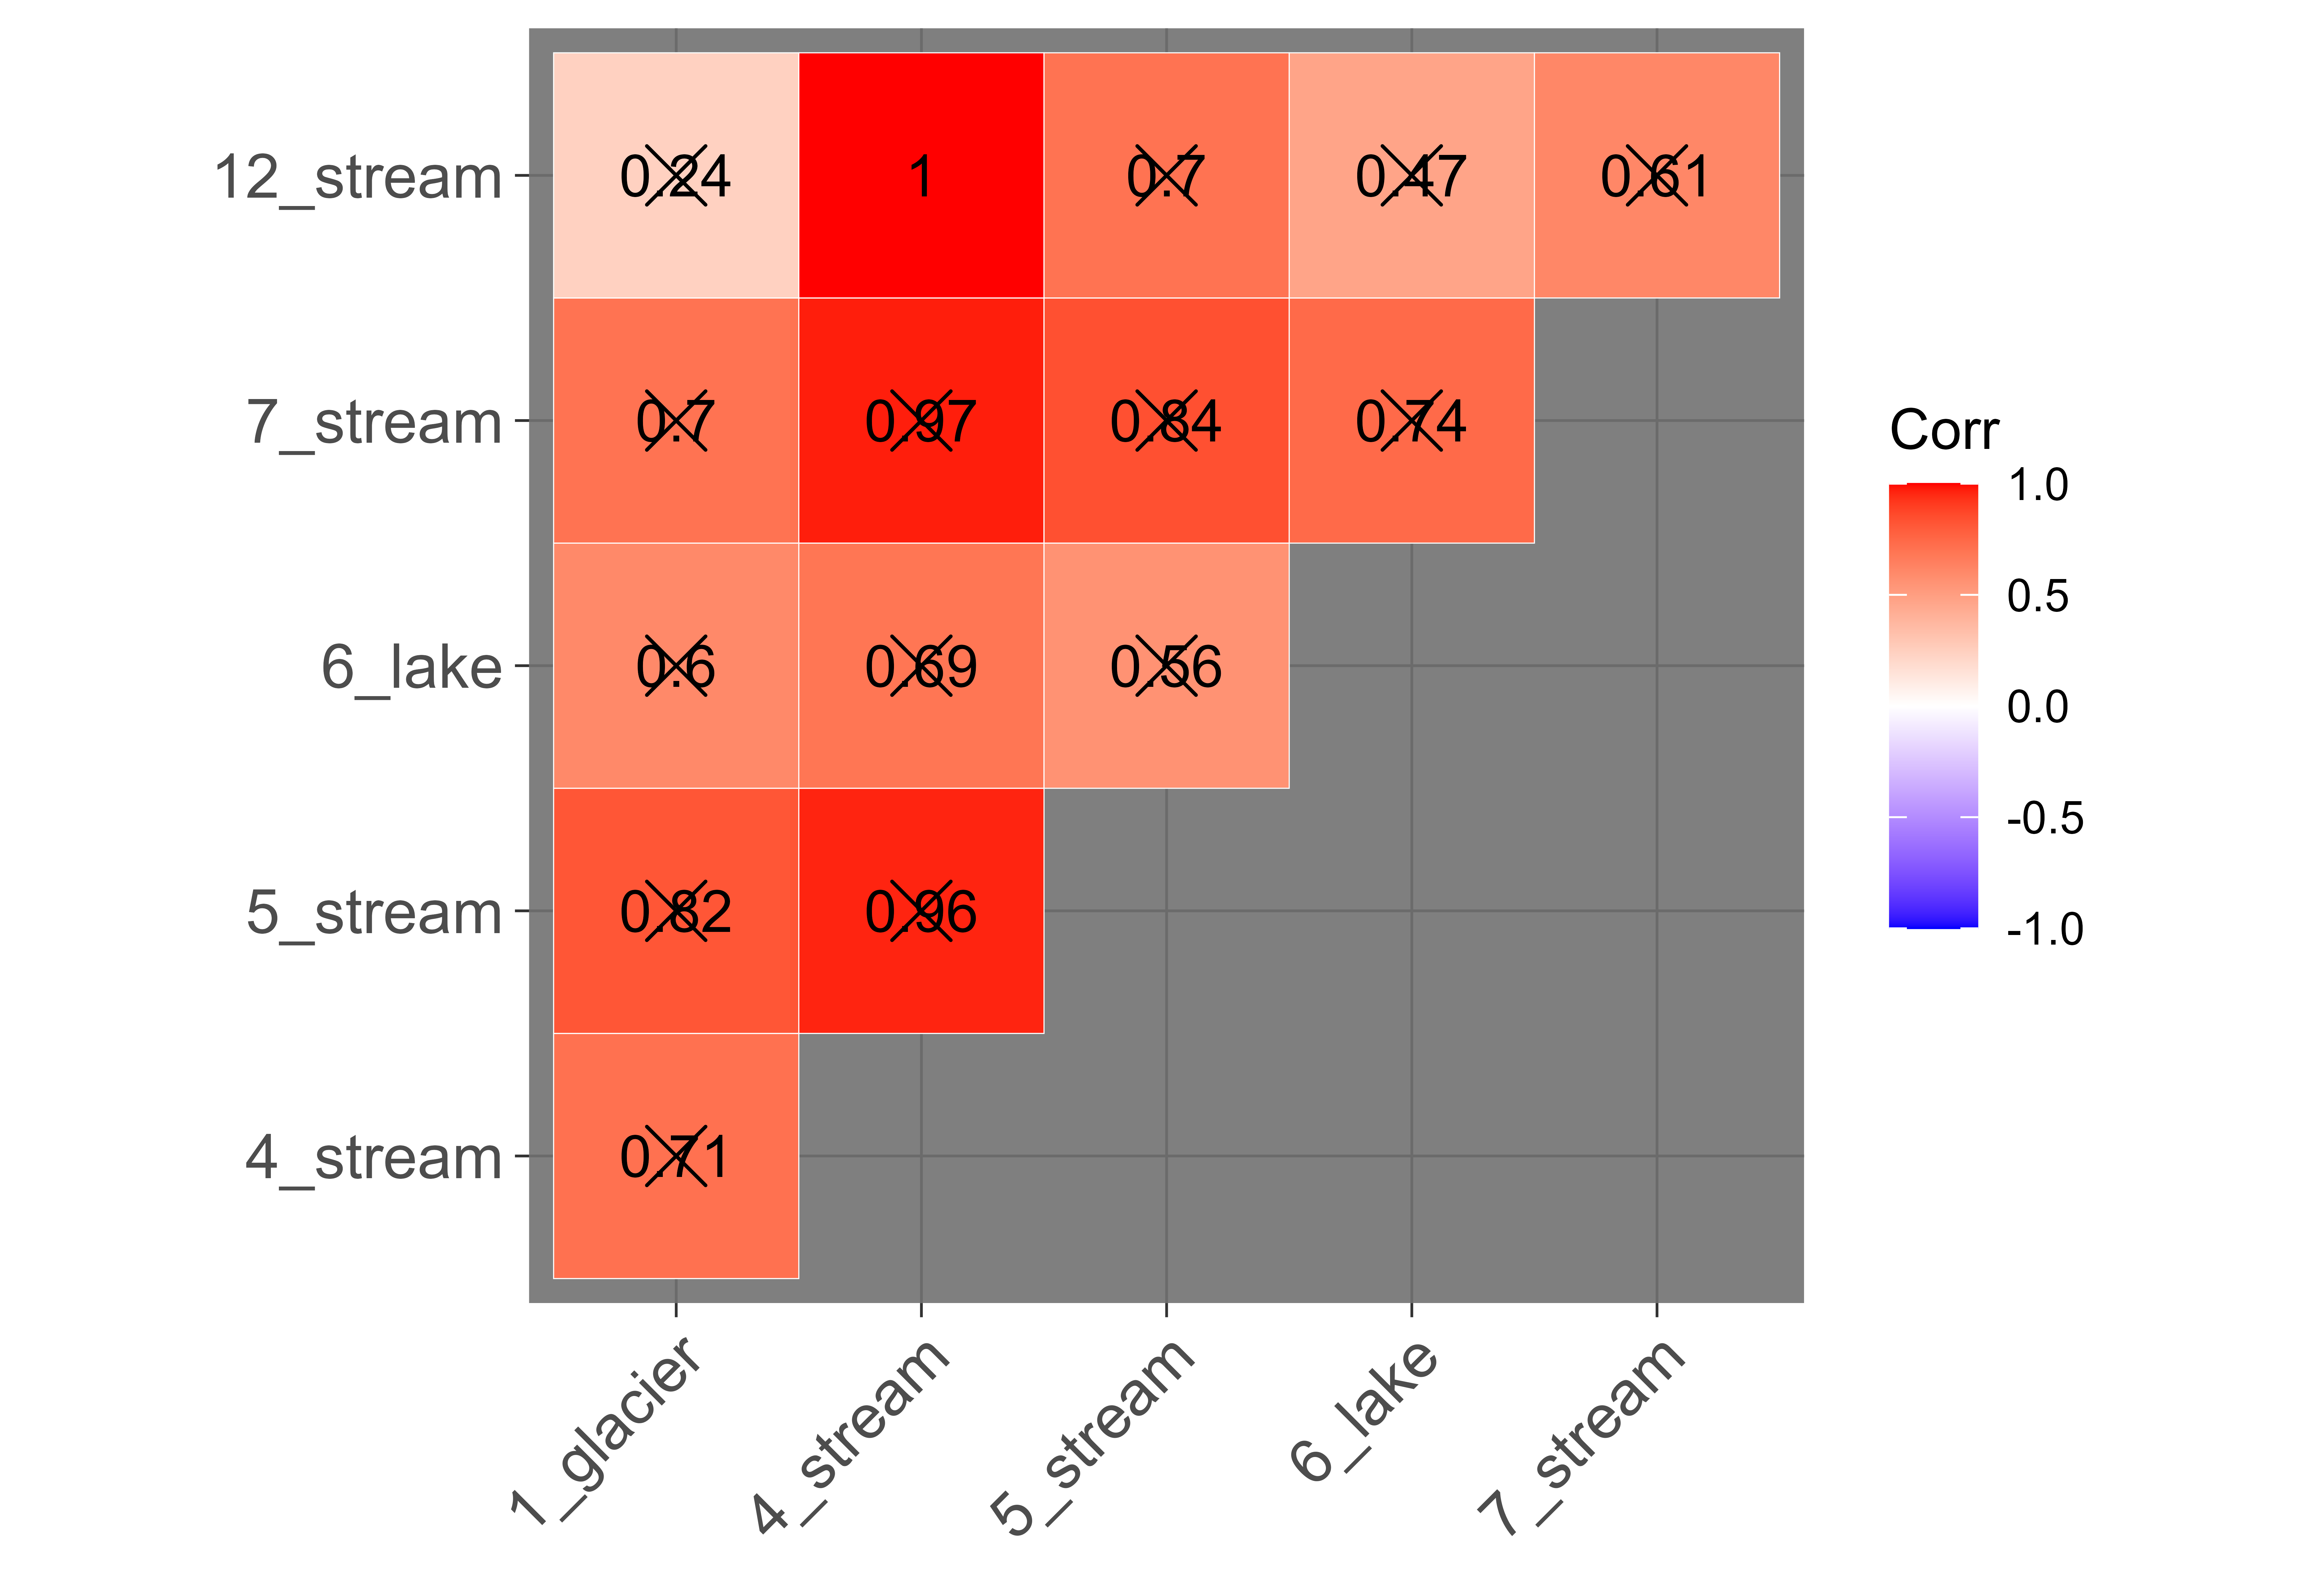 12_stream 0.24 1 0.7 0.47 0.61
7_stream 0.7 0.97 0.84 0.74
6_lake 0.6 0.69 0.56
5_stream 0.82 0.96
4_stream 0.71
1_glacier 4_stream 5_stream 6_lake 7_stream
Corr
1.0
0.5
0.0
-0.5
-1.0